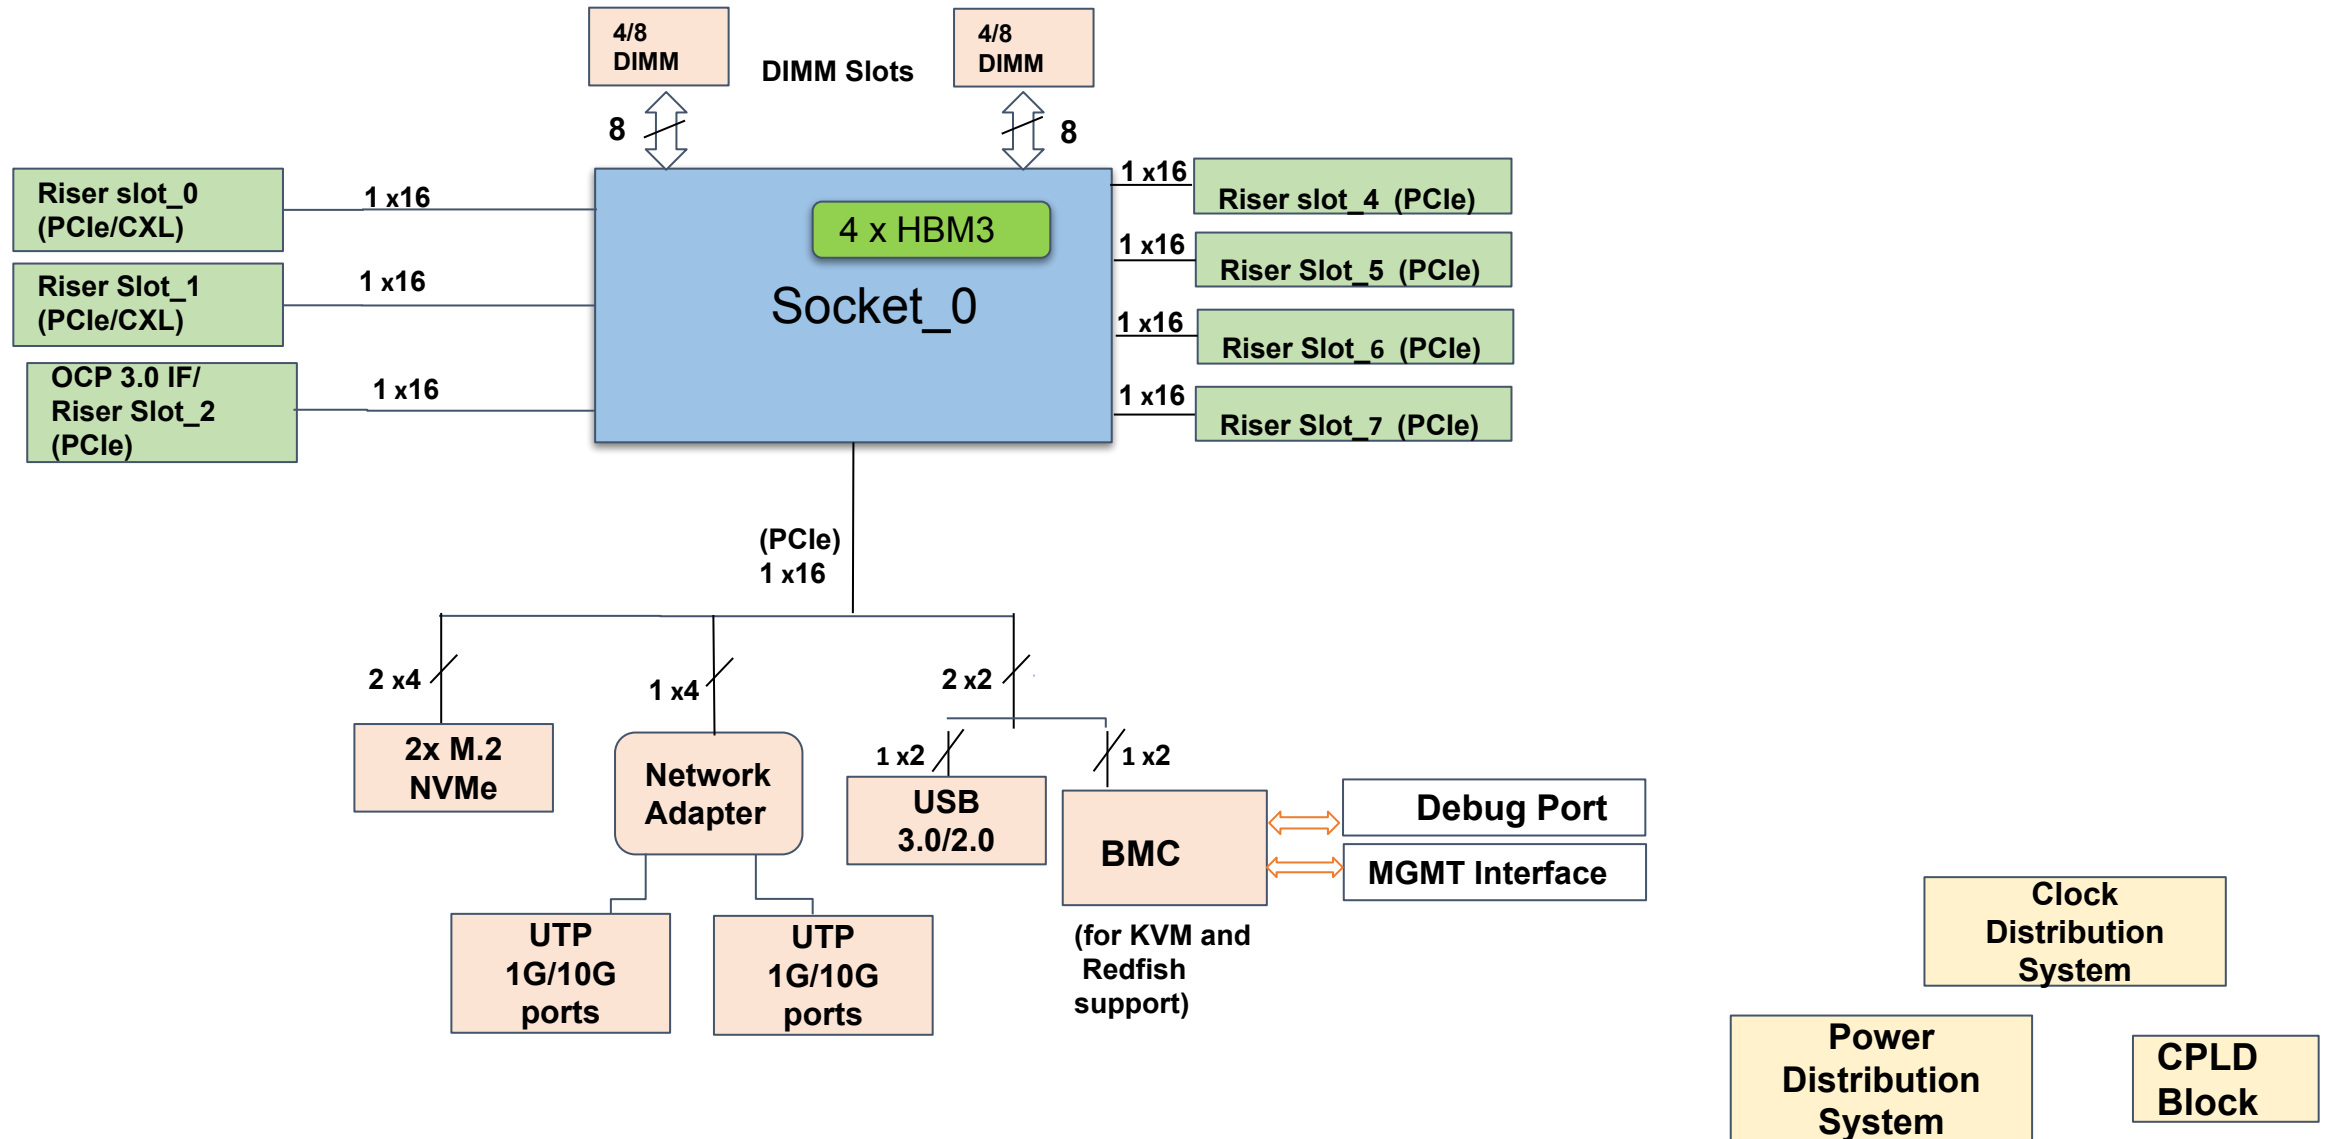 4/8
DIMM
DIMM Slots
4/8
DIMM
8
8
Riser slot_0
(PCIe/CXL)
1 x16
Riser Slot_1
(PCIe/CXL)
1 x16
OCP 3.0 IF/
Riser Slot_2
(PCIe)
1 x16
4 x HBM3
Socket_0
1 x16
Riser slot_4 (PCIe)
1 x16
Riser Slot_5 (PCIe)
1 x16
Riser Slot_6 (PCIe)
1 x16
Riser Slot_7 (PCIe)
(PCIe)
1 x16
2 x4
1 x4
2 x2
2x M.2
NVMe
Network
Adapter
1 x2
1 x2
USB
3.0/2.0
BMC
Debug Port
MGMT Interface
UTP
1G/10G
ports
UTP
1G/10G
ports
(for KVM and
Redfish
support)
Clock
Distribution
System
Power
Distribution
System
CPLD
Block